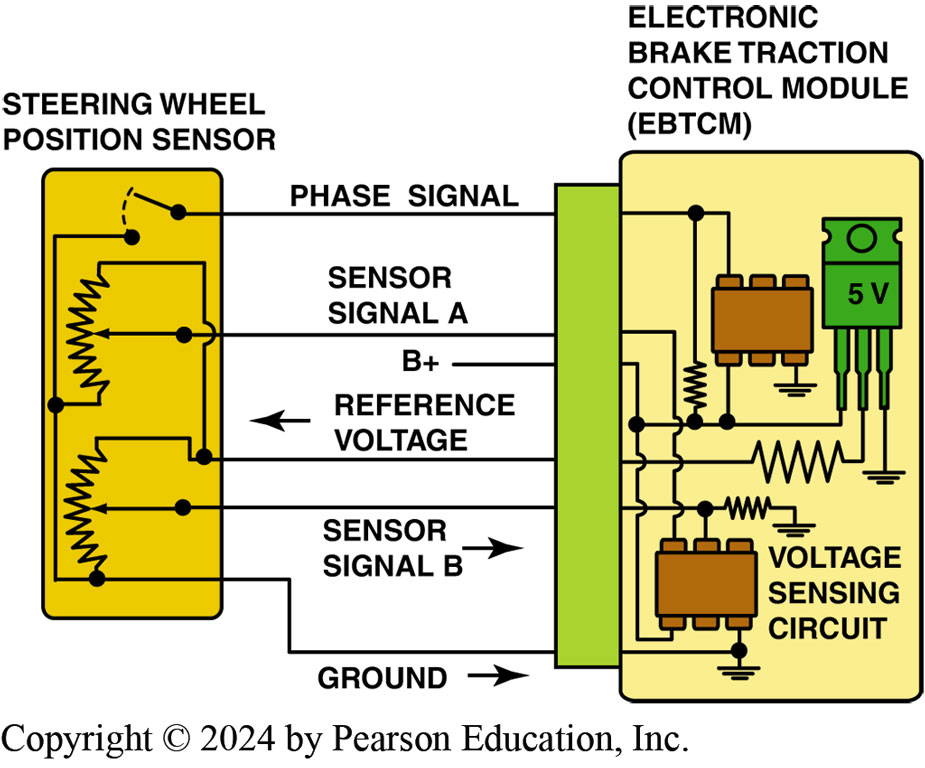 ELECTRONIC
BRAKE TRACTION
CONTROL MODULE
(EBTCM)
STEERING WHEEL
POSITION SENSOR
PHASE SIGNAL
SENSOR
SIGNAL A
5 V
B+
REFERENCE
VOLTAGE
SENSOR
SIGNAL B
VOLTAGE
SENSING
CIRCUIT
GROUND
Copyright © 2024 by Pearson Education, Inc.